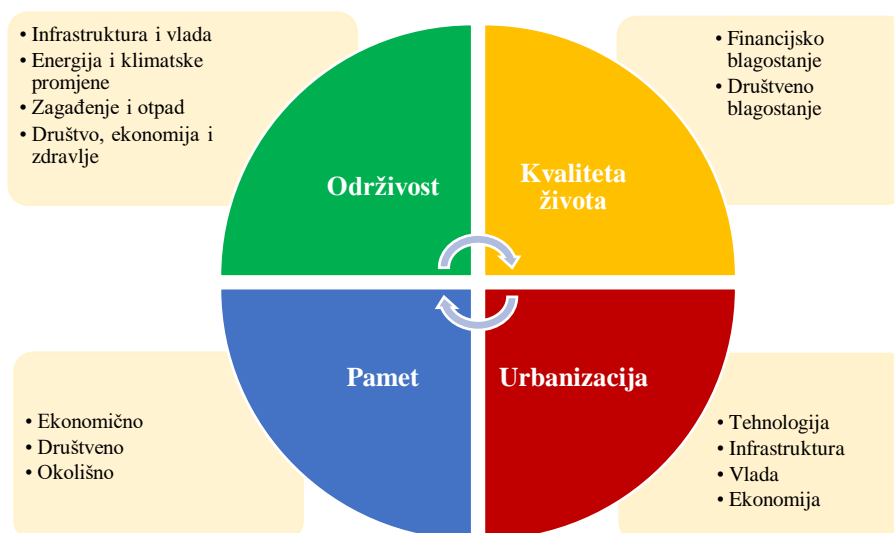 • Infrastruktura i vlada
• Energija i klimatske
promjene
• Zagađenje i otpad
• Društvo, ekonomija i
zdravlje
• Financijsko
blagostanje
• Društveno
blagostanje
Održivost
Kvaliteta
života
Pamet
Urbanizacija
• Ekonomično
• Društveno
• Okolišno
• Tehnologija
• Infrastruktura
• Vlada
• Ekonomija